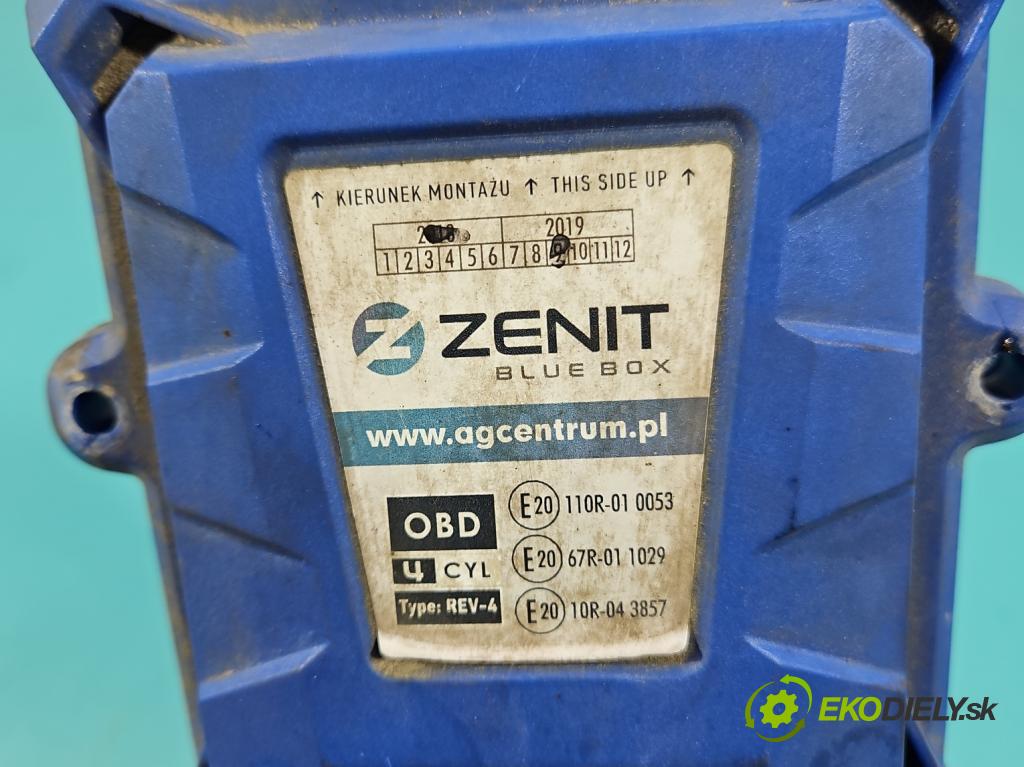 ↑ KIERUNEK MONTAŻU ↑ THIS SIDE UP ↑
2019
1 2 3 4 5 6 7 8 9 10 11 12
Z ZENIT
BLUE BOX
www.agcentrum.pl
OBD
4 CYL
Type: REV-4
E20 110R-01 0053
E20 67R-01 1029
E20 10R-04 3857
EKODIELY.sk